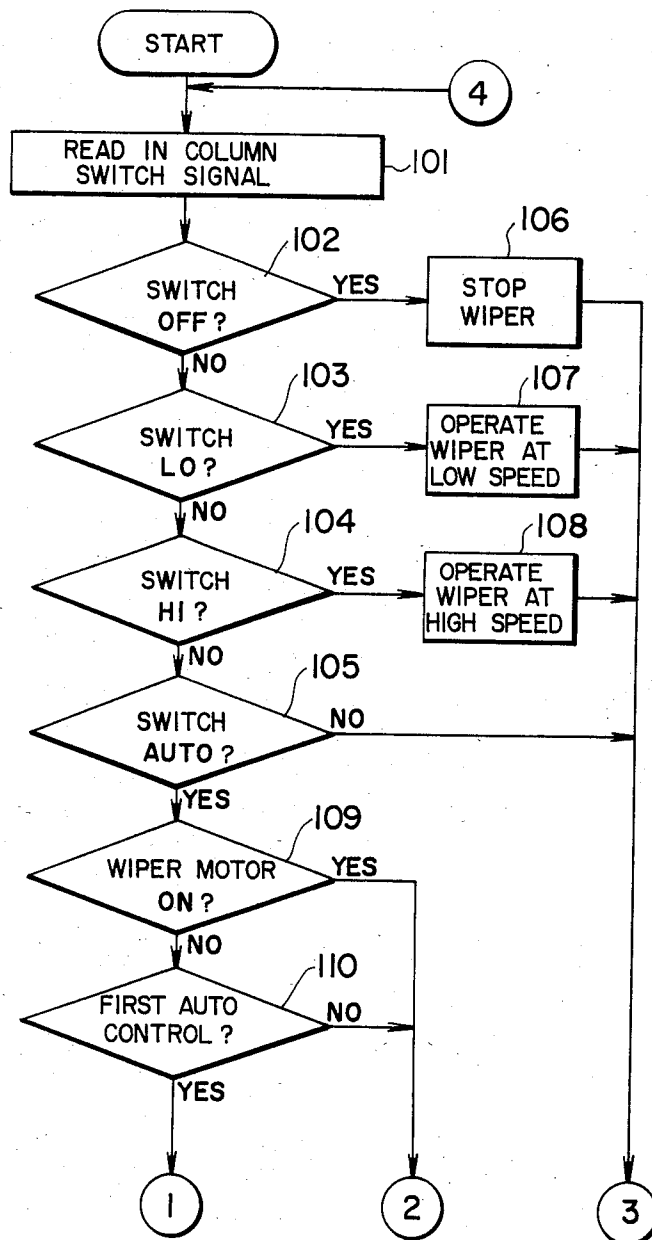 START
4
READ IN COLUMN
SWITCH SIGNAL
101
102
106
SWITCH
OFF?
YES
STOP
WIPER
NO
103
107
SWITCH
LO?
YES
OPERATE
WIPER AT
LOW SPEED
NO
104
108
SWITCH
HI?
YES
OPERATE
WIPER AT
HIGH SPEED
NO
105
SWITCH
AUTO?
NO
YES
109
WIPER MOTOR
ON?
YES
NO
110
FIRST AUTO
CONTROL?
NO
YES
1
2
3